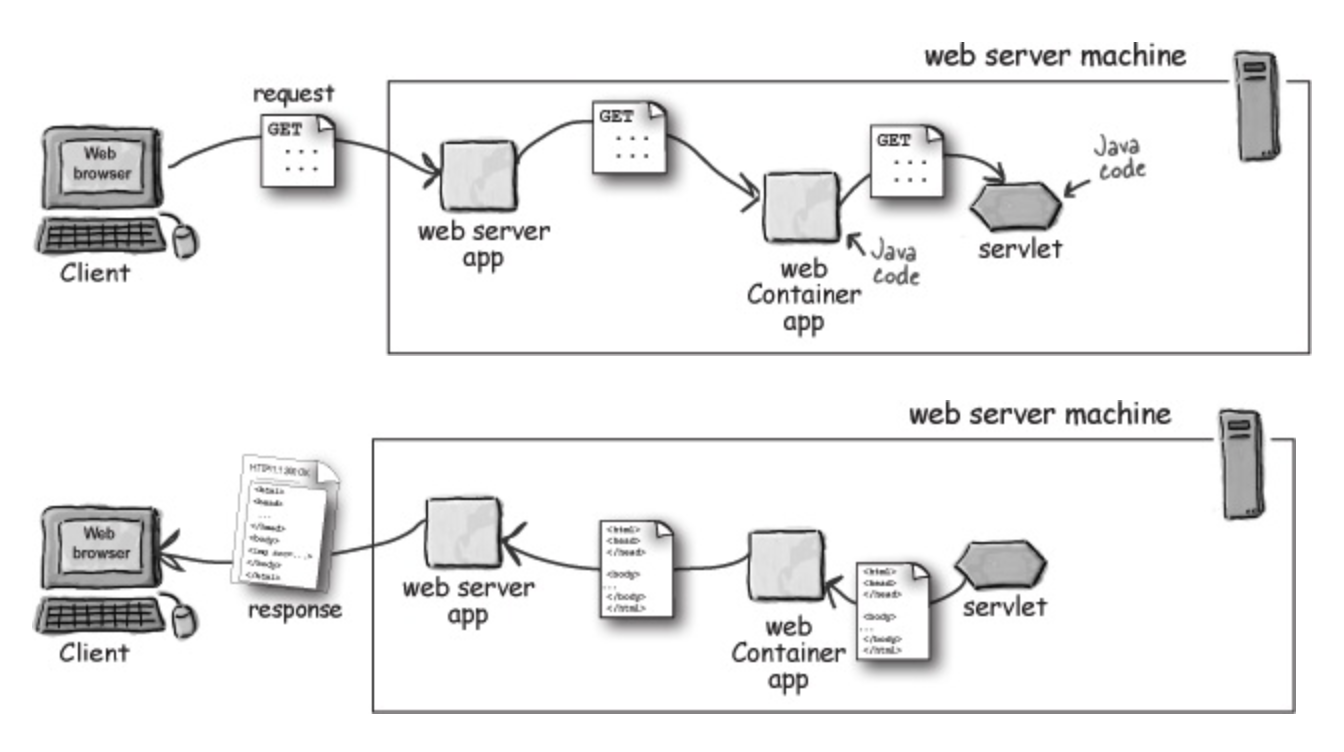 web server machine
request
GET
. . .
. . .
GET
. . .
. . .
GET
. . .
. . .
Java
code
Web
browser
web server
app
servlet
Client
Java
code
web
Container
app
web server machine
HTTP/1.1 200 OK
<html>
<head>
...
</head>
<body>
<img src=...>
</body>
</html>
Web
browser
<html>
<head>
</head>
<body>
...
</body>
</html>
<html>
<head>
</head>
<body>
...
</body>
</html>
web server
app
response
servlet
Client
web
Container
app